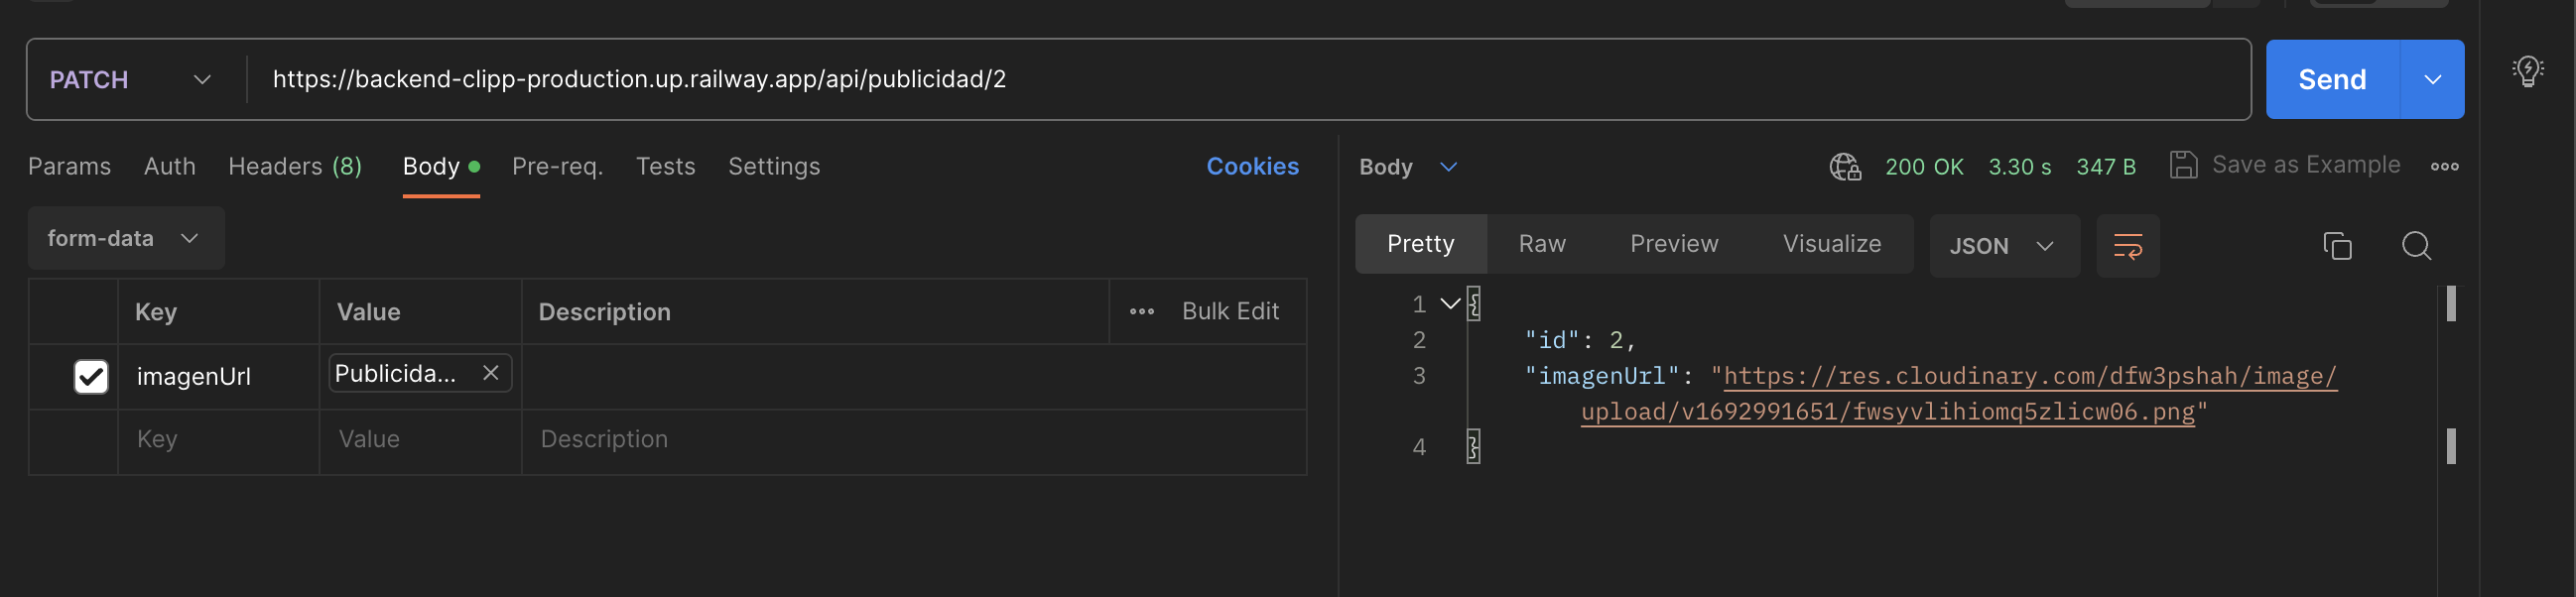 PATCH
https://backend-clipp-production.up.railway.app/api/publicidad/2
Send
Params Auth Headers (8) Body Pre-req. Tests Settings Cookies
form-data
Key Value Description ••• Bulk Edit
imagenUrl Publicida... ×
Key Value Description
Body 200 OK 3.30 s 347 B Save as Example
Pretty Raw Preview Visualize JSON
1 {
2 "id": 2,
3 "imagenUrl": "https://res.cloudinary.com/dfw3pshah/image/
upload/v1692991651/fwsyvlihiomq5zlicw06.png"
4 }